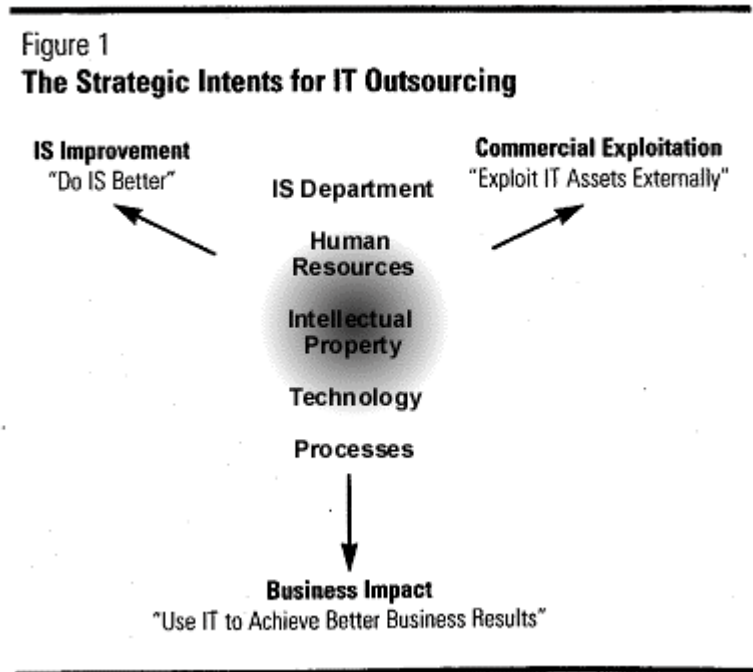 Figure 1
The Strategic Intents for IT Outsourcing
IS Improvement
"Do IS Better"
Commercial Exploitation
"Exploit IT Assets Externally"
IS Department
Human
Resources
Intellectual
Property
Technology
Processes
Business Impact
"Use IT to Achieve Better Business Results"